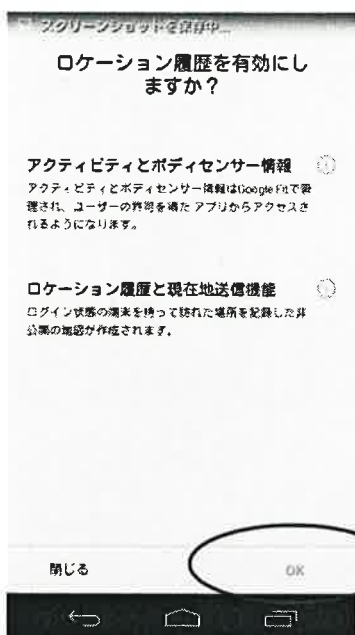 スクリーンショットを保存中...
ロケーション履歴を有効にし
ますか？
アクティビティとボディセンサー情報
アクティビティとボディセンサー情報はGoogle Fitで管
理され、ユーザーの許可を得たアプリからアクセスさ
れるようになります。
ロケーション履歴と現在地送信機能
ログイン状態の端末を持って訪れた場所を記録した非
公開の地図が作成されます。
閉じる
OK